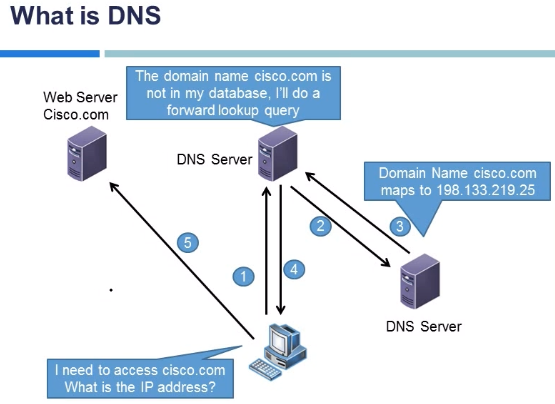 What is DNS
The domain name cisco.com is
not in my database, I'll do a
forward lookup query
Web Server
Cisco.com
DNS Server
Domain Name cisco.com
maps to 198.133.219.25
5
1
4
2
3
DNS Server
I need to access cisco.com
What is the IP address?